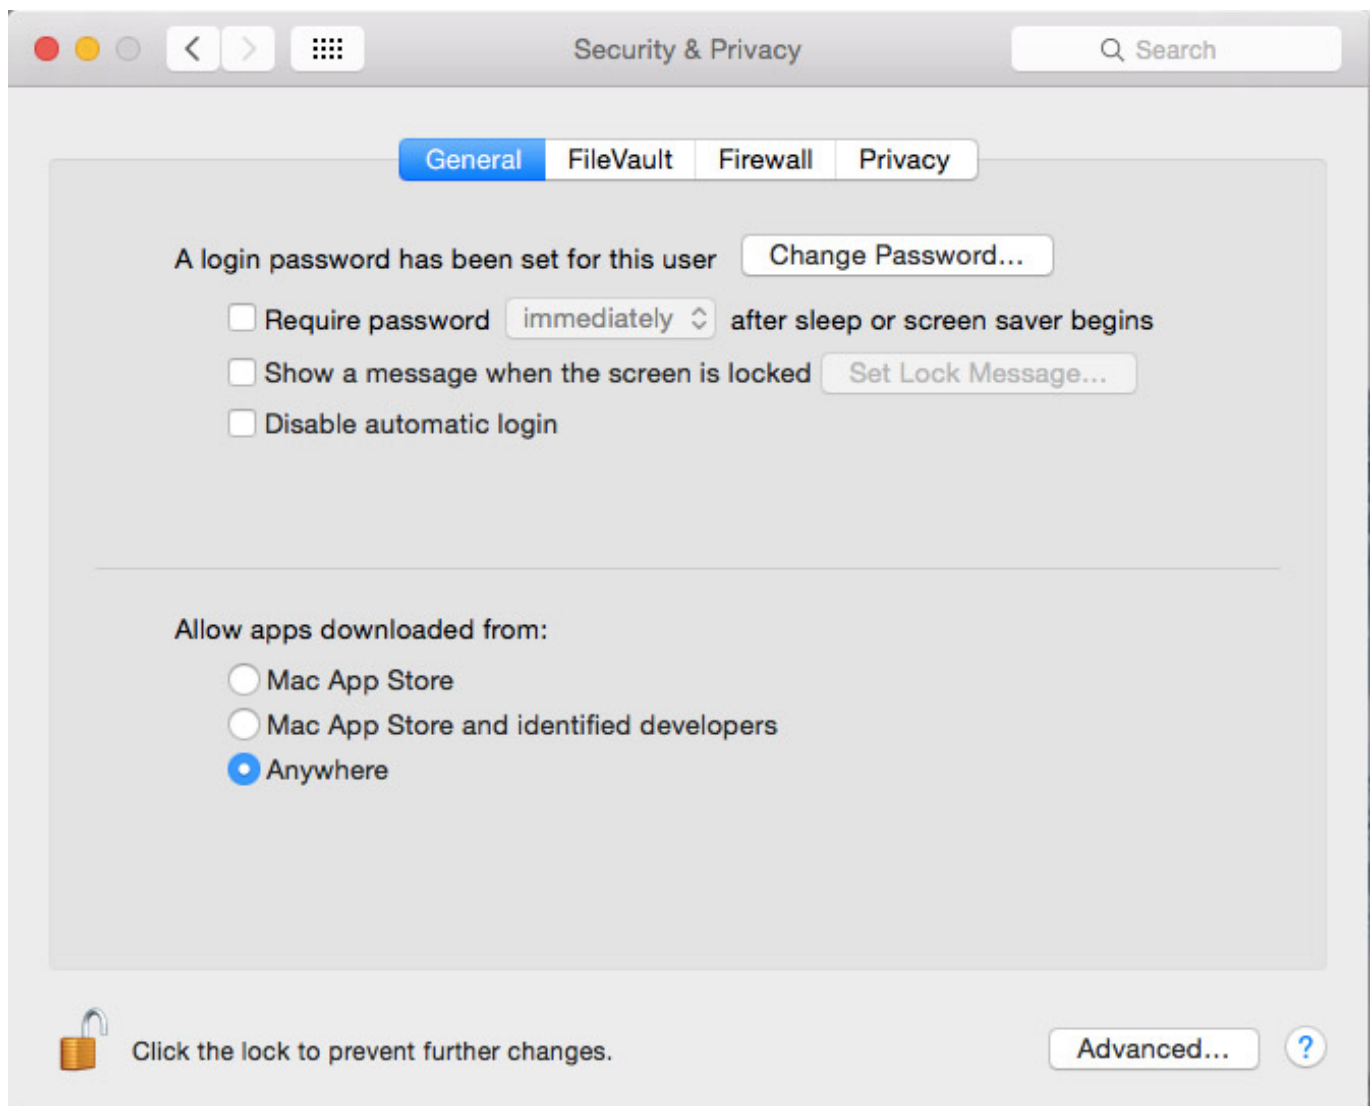 Security & Privacy
Search
General FileVault Firewall Privacy
A login password has been set for this user Change Password...
Require password immediately after sleep or screen saver begins
Show a message when the screen is locked Set Lock Message...
Disable automatic login
Allow apps downloaded from:
Mac App Store
Mac App Store and identified developers
Anywhere
Click the lock to prevent further changes. Advanced... ?